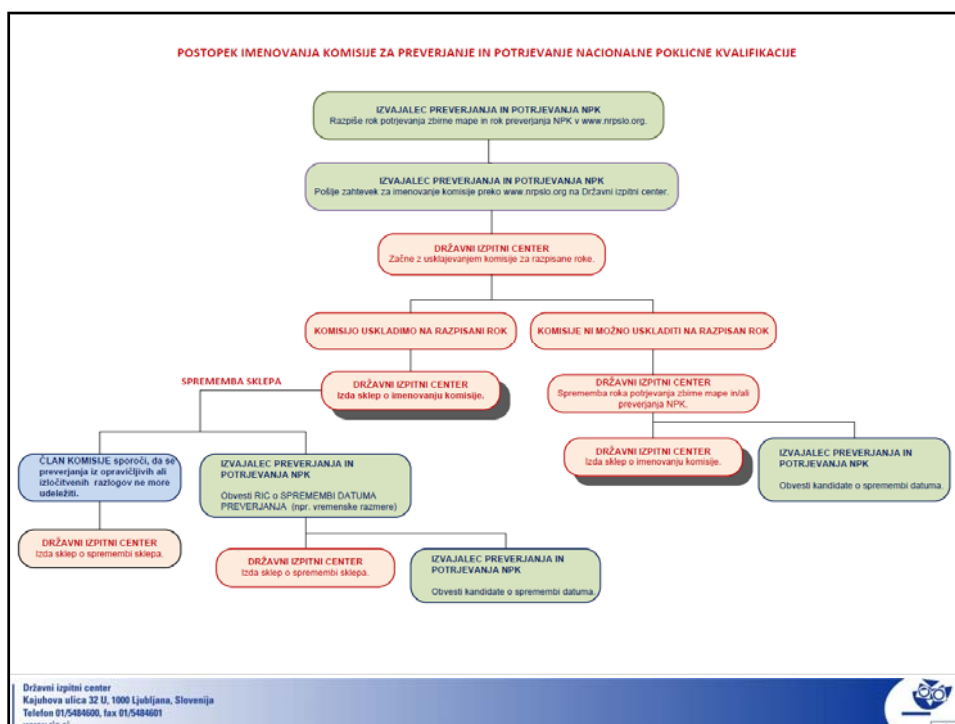 POSTOPEK IMENOVANJA KOMISIJE ZA PREVERJANJE IN POTRJEVANJE NACIONALNE POKLICNE KVALIFIKACIJE
IZVAJALEC PREVERJANJA IN POTRJEVANJA NPK
Razpiše rok potrjevanja zbirne mape in rok preverjanja NPK v www.nrpslo.org.
IZVAJALEC PREVERJANJA IN POTRJEVANJA NPK
Pošlje zahtevek za imenovanje komisije preko www.nrpslo.org na Državni izpitni center.
DRŽAVNI IZPITNI CENTER
Začne z usklajevanjem komisije za razpisane roke.
KOMISIJO USKLADIMO NA RAZPISANI ROK
KOMISIJE NI MOŽNO USKLADITI NA RAZPISAN ROK
SPREMEMBA SKLEPA
DRŽAVNI IZPITNI CENTER
Izda sklep o imenovanju komisije.
DRŽAVNI IZPITNI CENTER
Sprememba roka potrjevanja zbirne mape in/ali
preverjanja NPK.
ČLAN KOMISIJE sporoči, da se
preverjanja iz opravičljivih ali
izločitvenih razlogov ne more
udeležiti.
IZVAJALEC PREVERJANJA IN
POTRJEVANJA NPK
Obvesti RIC o SPREMEMBI DATUMA
PREVERJANJA (npr. vremenske razmere)
DRŽAVNI IZPITNI CENTER
Izda sklep o imenovanju komisije.
IZVAJALEC PREVERJANJA IN
POTRJEVANJA NPK
Obvesti kandidate o spremembi datuma.
DRŽAVNI IZPITNI CENTER
Izda sklep o spremembi sklepa.
DRŽAVNI IZPITNI CENTER
Izda sklep o spremembi sklepa.
IZVAJALEC PREVERJANJA IN
POTRJEVANJA NPK
Obvesti kandidate o spremembi datuma.
Državni izpitni center
Kajuhova ulica 32 U, 1000 Ljubljana, Slovenija
Telefon 01/5484600, fax 01/5484601